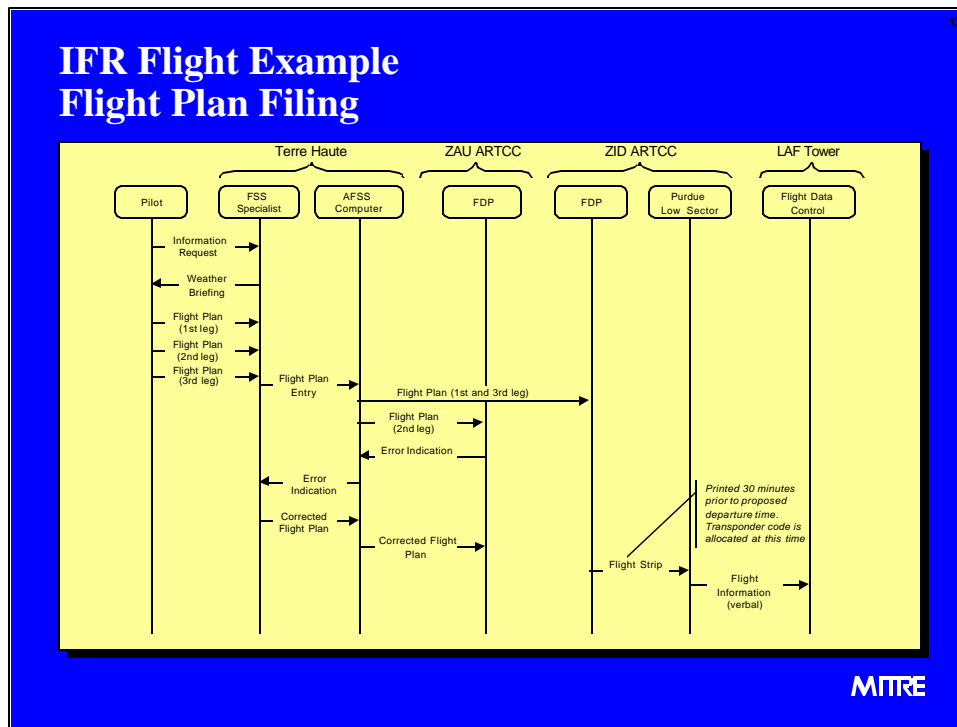 IFR Flight Example
Flight Plan Filing
Terre Haute
ZAU ARTCC
ZID ARTCC
LAF Tower
Pilot
FSS
Specialist
AFSS
Computer
FDP
FDP
Purdue
Low Sector
Flight Data
Control
Information
Request
Weather
Briefing
Flight Plan
(1st leg)
Flight Plan
(2nd leg)
Flight Plan
(3rd leg)
Flight Plan
Entry
Flight Plan (1st and 3rd leg)
Flight Plan
(2nd leg)
Error Indication
Error
Indication
Corrected
Flight Plan
Corrected Flight
Plan
Printed 30 minutes
prior to proposed
departure time.
Transponder code is
allocated at this time
Flight Strip
Flight
Information
(verbal)
MITRE